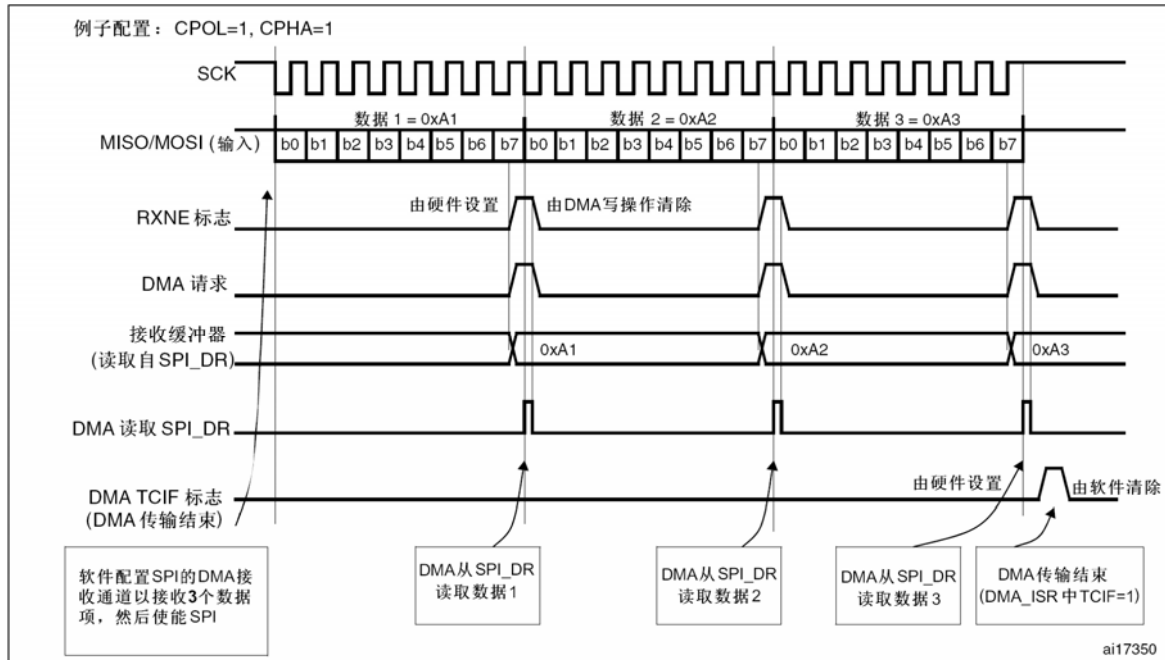 例子配置：CPOL=1, CPHA=1
SCK
数据 1 = 0xA1 数据 2 = 0xA2 数据 3 = 0xA3
MISO/MOSI (输入) b0 b1 b2 b3 b4 b5 b6 b7 b0 b1 b2 b3 b4 b5 b6 b7 b0 b1 b2 b3 b4 b5 b6 b7
由硬件设置 由DMA写操作清除
RXNE 标志
DMA 请求
接收缓冲器
(读取自SPI_DR) 0xA1 0xA2 0xA3
DMA 读取 SPI_DR
由硬件设置 由软件清除
DMA TCIF 标志
(DMA 传输结束)
软件配置SPI的DMA接
收通道以接收3个数据
项，然后使能SPI
DMA从SPI_DR
读取数据1
DMA从SPI_DR
读取数据2
DMA从SPI_DR
读取数据3
DMA传输结束
(DMA_ISR中TCIF=1)
ai17350